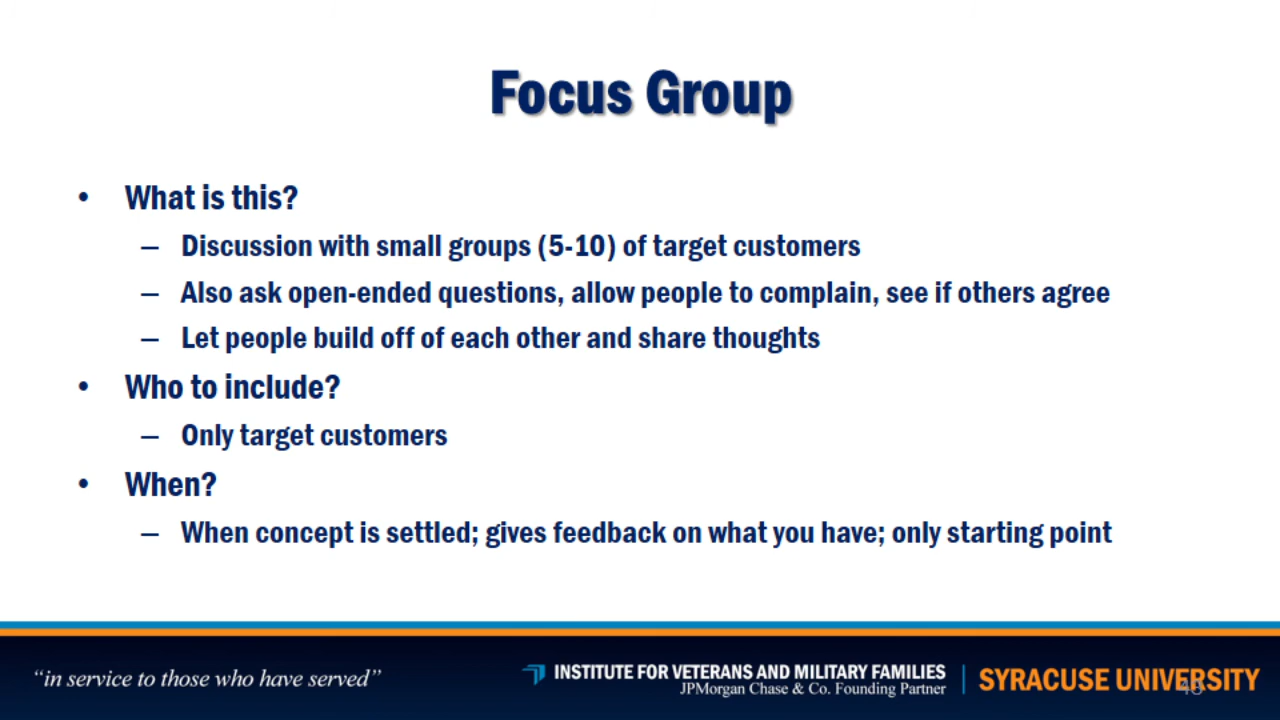 Focus Group
• What is this?
– Discussion with small groups (5-10) of target customers
– Also ask open-ended questions, allow people to complain, see if others agree
– Let people build off of each other and share thoughts
• Who to include?
– Only target customers
• When?
– When concept is settled; gives feedback on what you have; only starting point
“in service to those who have served”
INSTITUTE FOR VETERANS AND MILITARY FAMILIES
JPMorgan Chase & Co. Founding Partner
SYRACUSE UNIVERSITY